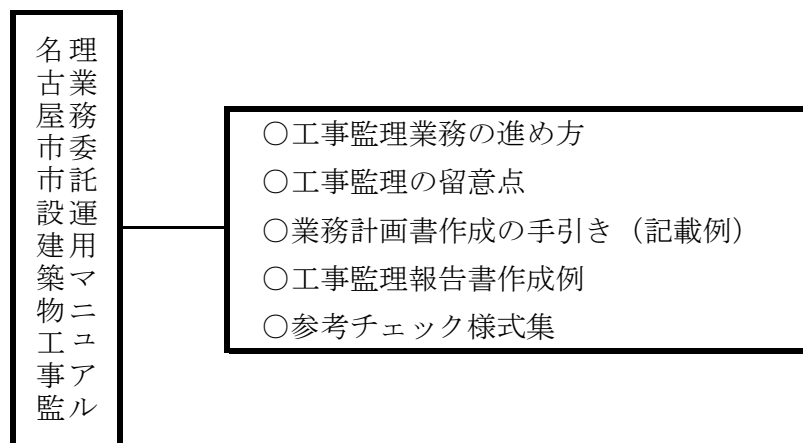 名古屋市市設建築物工事監
理業務委託運用マニュアル
○工事監理業務の進め方
○工事監理の留意点
○業務計画書作成の手引き（記載例）
○工事監理報告書作成例
○参考チェック様式集